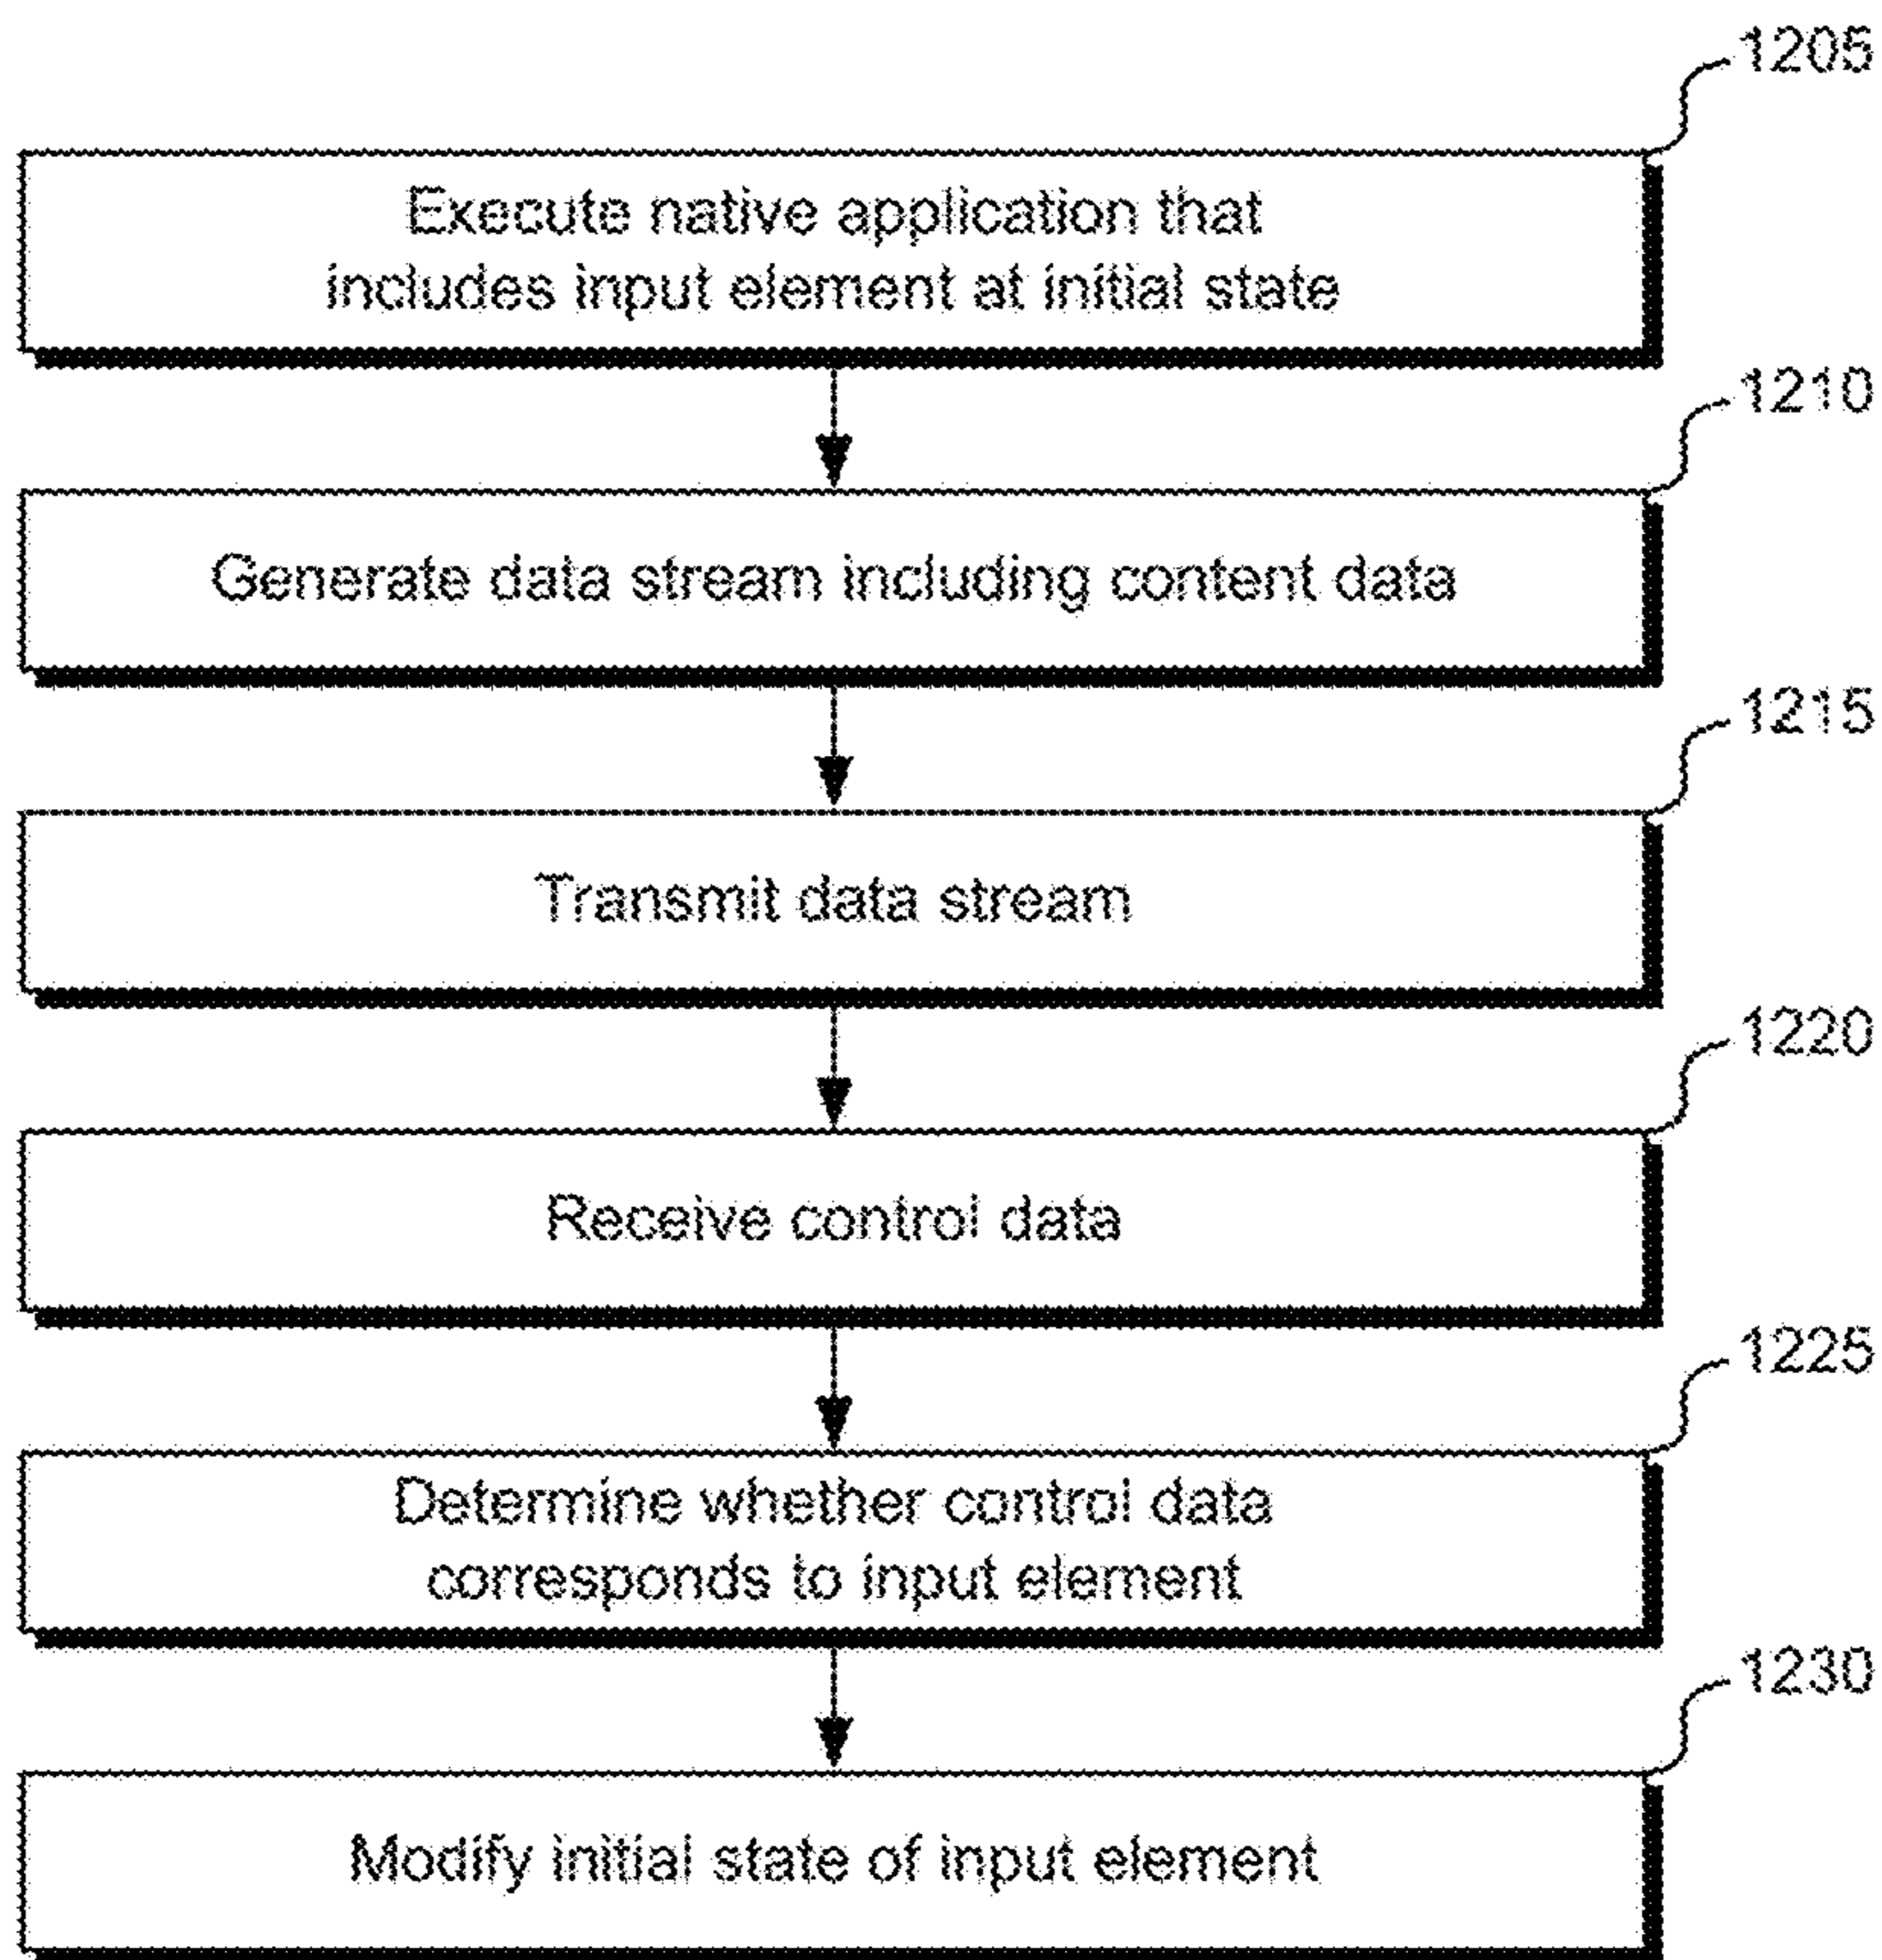 1205
Execute native application that
includes input element at initial state
1210
Generate data stream including content data
1215
Transmit data stream
1220
Receive control data
1225
Determine whether control data
corresponds to input element
1230
Modify initial state of input element